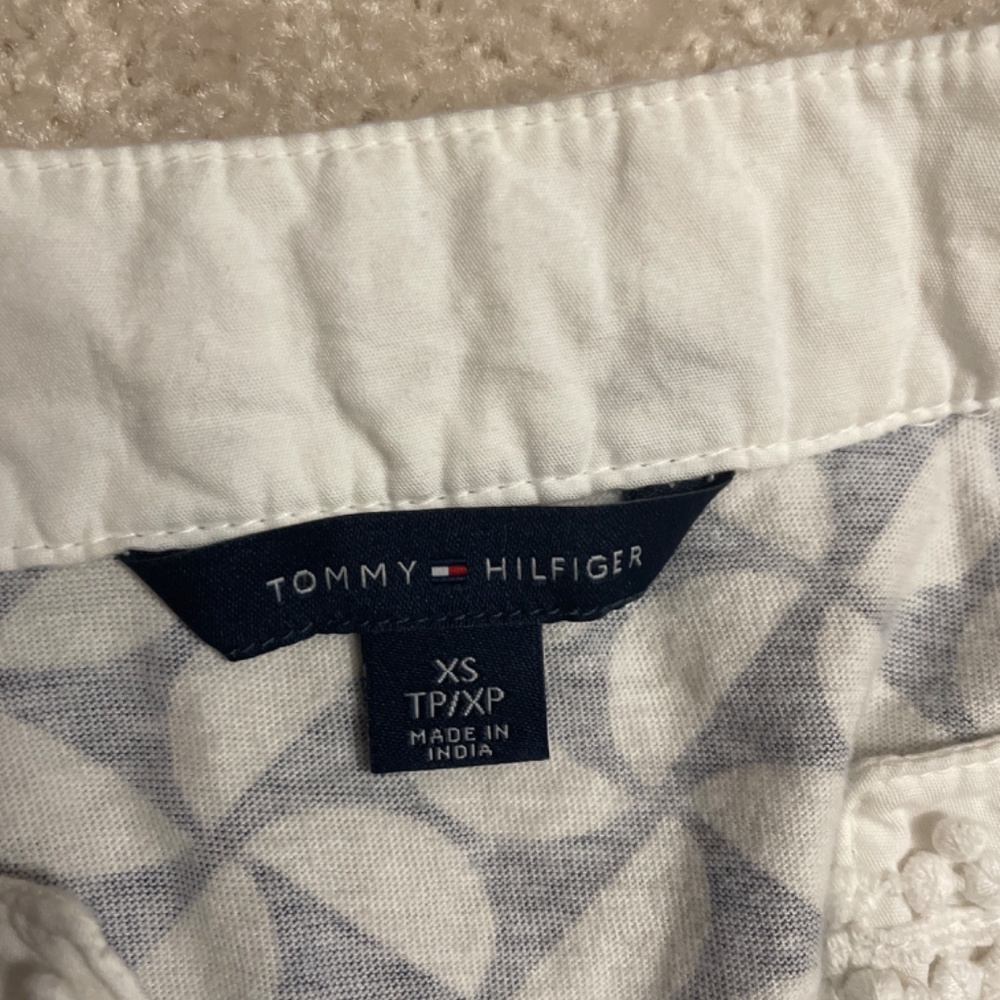 TOMMY HILFIGER
XS
TP/XP
MADE IN
INDIA